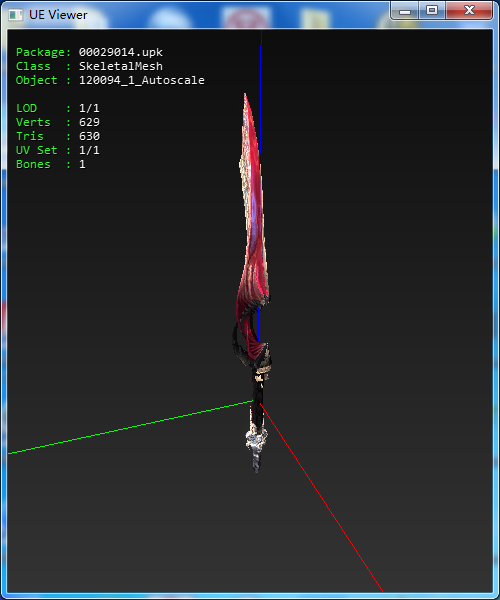 UE Viewer
Package: 00029014.upk
Class : SkeletalMesh
Object : 120094_1_Autoscale
LOD : 1/1
Verts : 629
Tris : 630
UV Set : 1/1
Bones : 1